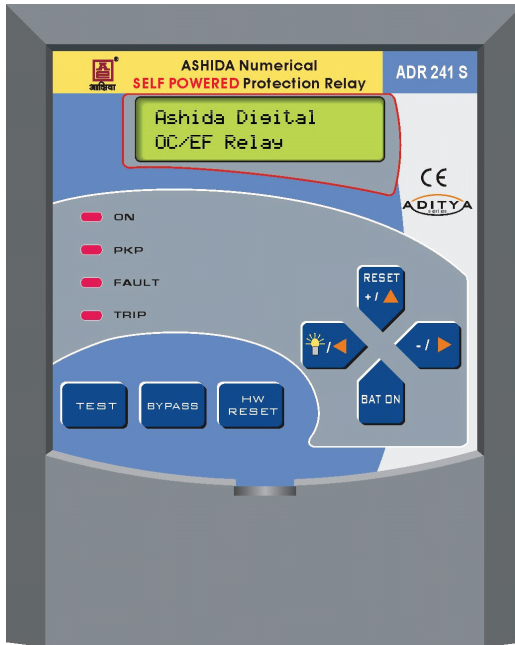 ASHIDA Numerical
SELF POWERED Protection Relay
ADR 241 S
आशिदा
Ashida Digital
OC/EF Relay
CE
ADITYA
ON
PKP
FAULT
TRIP
RESET
+ /
/
- /
BAT ON
TEST
BYPASS
HW
RESET